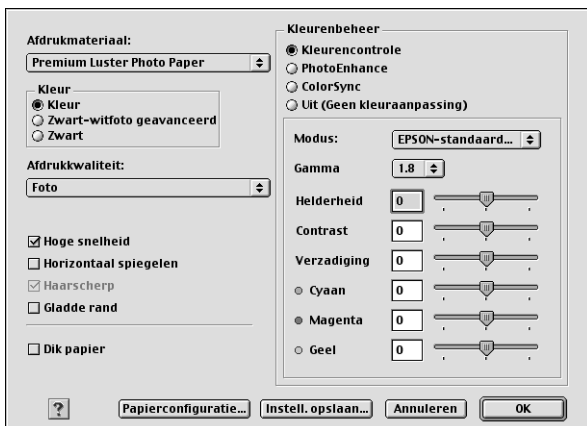 Afdrukmateriaal:
Premium Luster Photo Paper
Kleur
Kleur
Zwart-witfoto geavanceerd
Zwart
Afdrukkwaliteit:
Foto
Hoge snelheid
Horizontaal spiegelen
Haarscherp
Gladde rand
Dik papier
Kleurenbeheer
Kleurencontrole
PhotoEnhance
ColorSync
Uit (Geen kleuraanpassing)
Modus: EPSON-standaard...
Gamma 1.8
Helderheid 0
Contrast 0
Verzadiging 0
Cyaan 0
Magenta 0
Geel 0
? Papierconfiguratie... Instell. opslaan... Annuleren OK